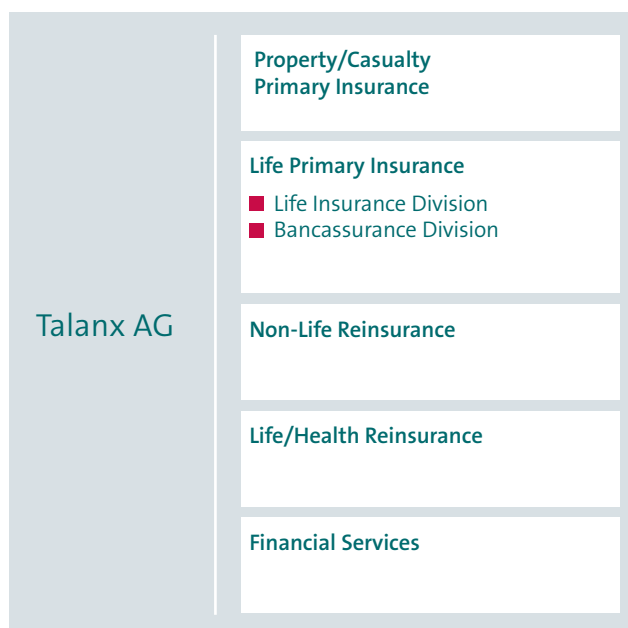 Talanx AG
Property/Casualty
Primary Insurance
Life Primary Insurance
Life Insurance Division
Bancassurance Division
Non-Life Reinsurance
Life/Health Reinsurance
Financial Services